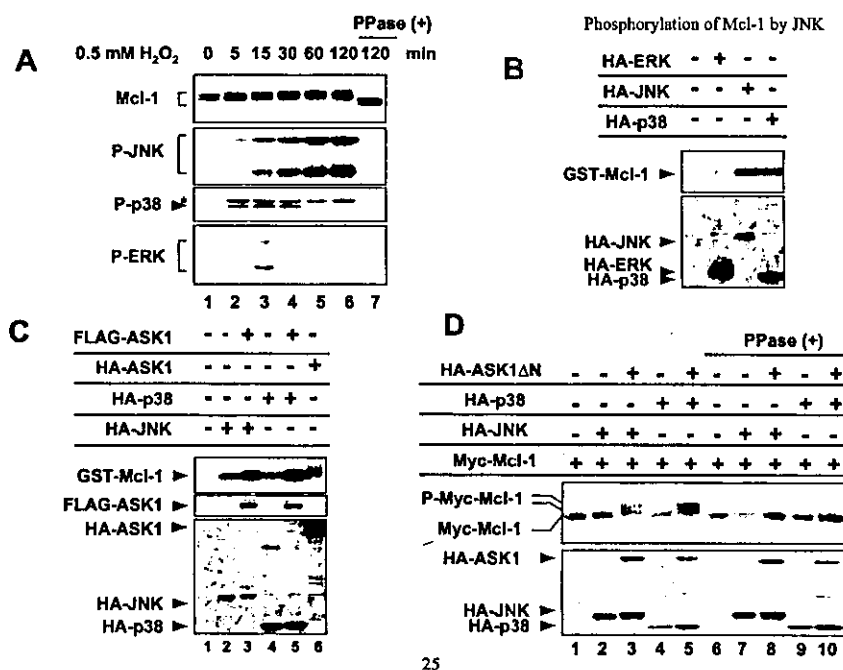 PPase (+)
0.5 mM H₂O₂ 0 5 15 30 60 120 120 min
A
Mcl-1
P-JNK
P-p38 *
P-ERK
1 2 3 4 5 6 7
Phosphorylation of Mcl-1 by JNK
B
HA-ERK - + - -
HA-JNK - - + -
HA-p38 - - - +
GST-Mcl-1
HA-JNK
HA-ERK
HA-p38
C
FLAG-ASK1 - - + - + -
HA-ASK1 - - - - - +
HA-p38 - - - + + -
HA-JNK - + + - - -
GST-Mcl-1
FLAG-ASK1
HA-ASK1
HA-JNK
HA-p38
1 2 3 4 5 6
D
PPase (+)
HA-ASK1ΔN - - + - + - - + - +
HA-p38 - - - + + - - - + +
HA-JNK - + + - - - + + - -
Myc-Mcl-1 + + + + + + + + + +
P-Myc-Mcl-1
Myc-Mcl-1
HA-ASK1
HA-JNK
HA-p38
1 2 3 4 5 6 7 8 9 10
25